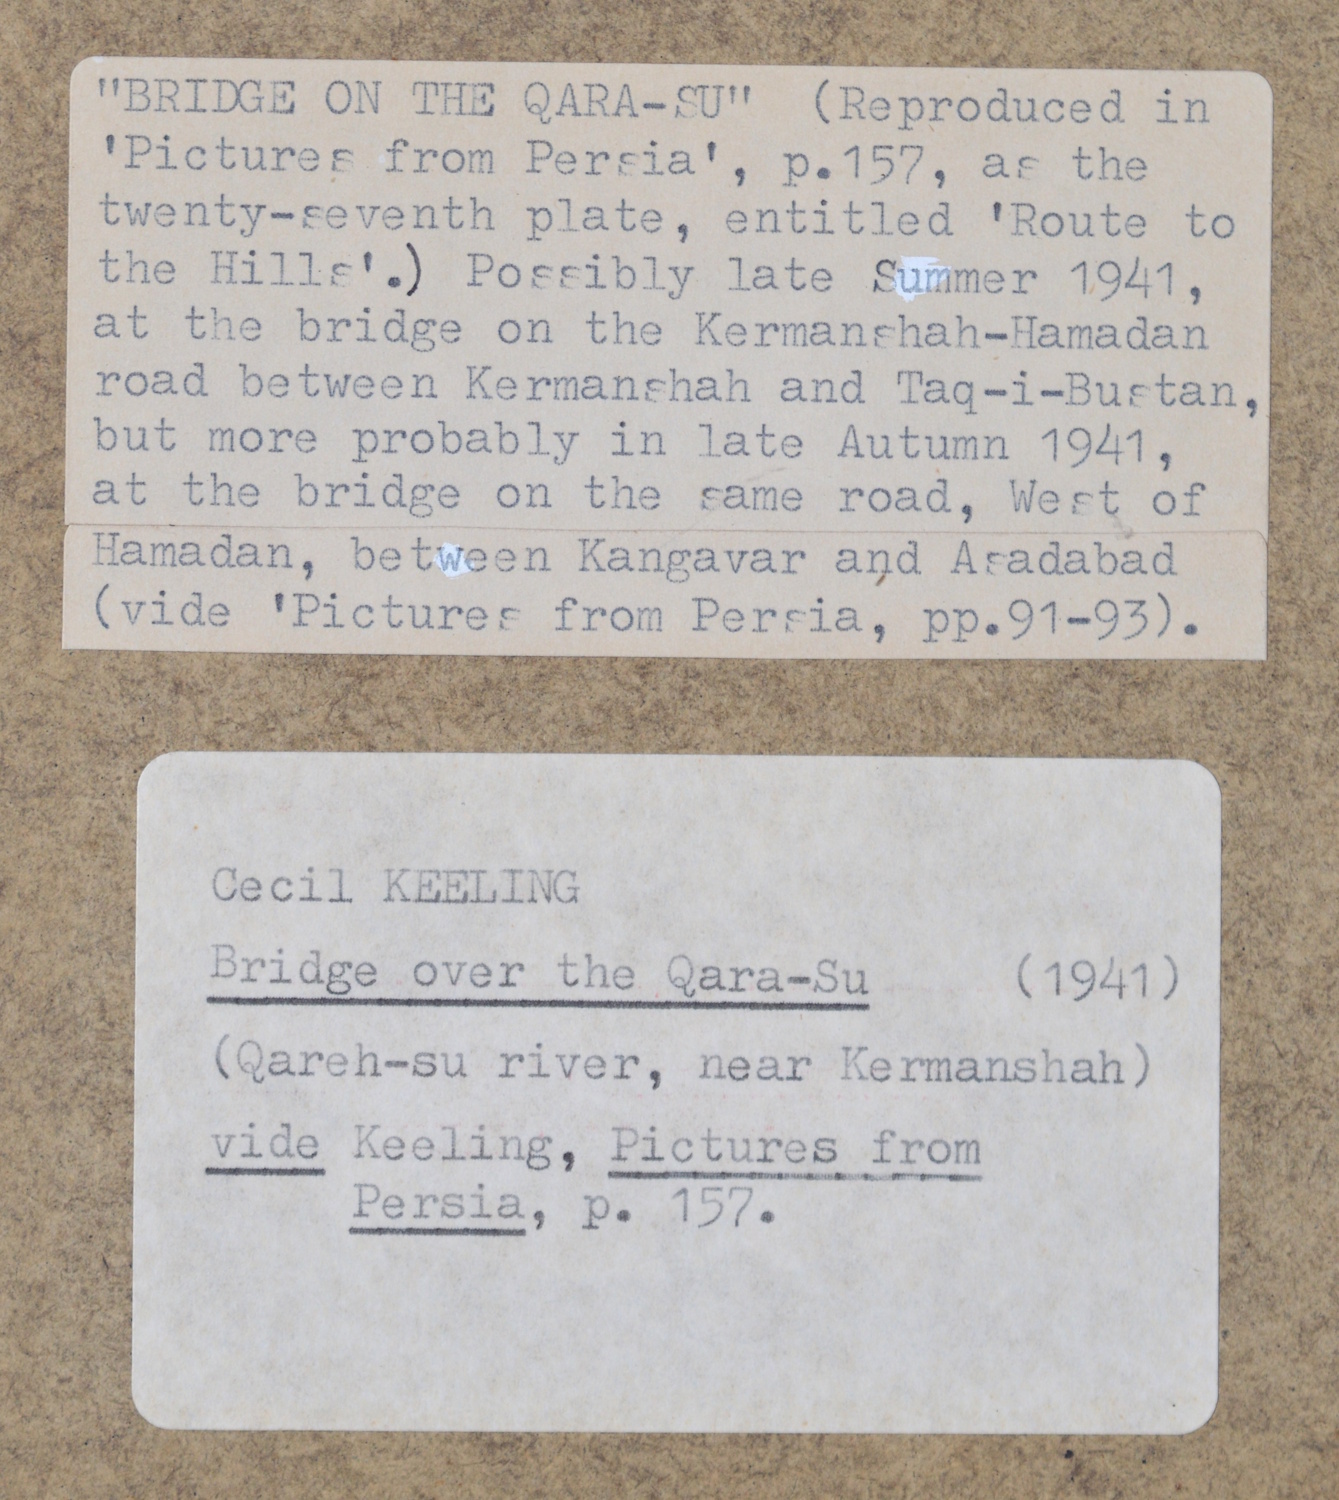 "BRIDGE ON THE QARA-SU" (Reproduced in
'Pictures from Persia', p.157, as the
twenty-seventh plate, entitled 'Route to
the Hills'.) Possibly late Summer 1941,
at the bridge on the Kermanshah-Hamadan
road between Kermanshah and Taq-i-Bustan,
but more probably in late Autumn 1941,
at the bridge on the same road, West of
Hamadan, between Kangavar and Asadabad
(vide 'Pictures from Persia, pp.91-93).
Cecil KEELING
Bridge over the Qara-Su (1941)
(Qareh-su river, near Kermanshah)
vide Keeling, Pictures from
Persia, p. 157.